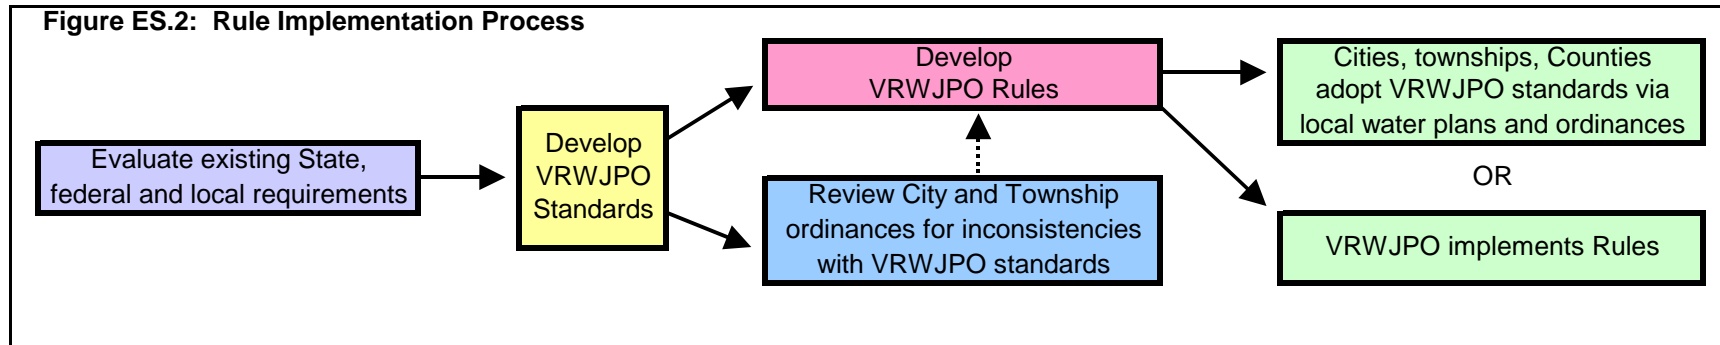 Figure ES.2:  Rule Implementation Process
Evaluate existing State,
federal and local requirements
Develop
VRWJPO
Standards
Develop
VRWJPO Rules
Review City and Township
ordinances for inconsistencies
with VRWJPO standards
Cities, townships, Counties
adopt VRWJPO standards via
local water plans and ordinances
OR
VRWJPO implements Rules